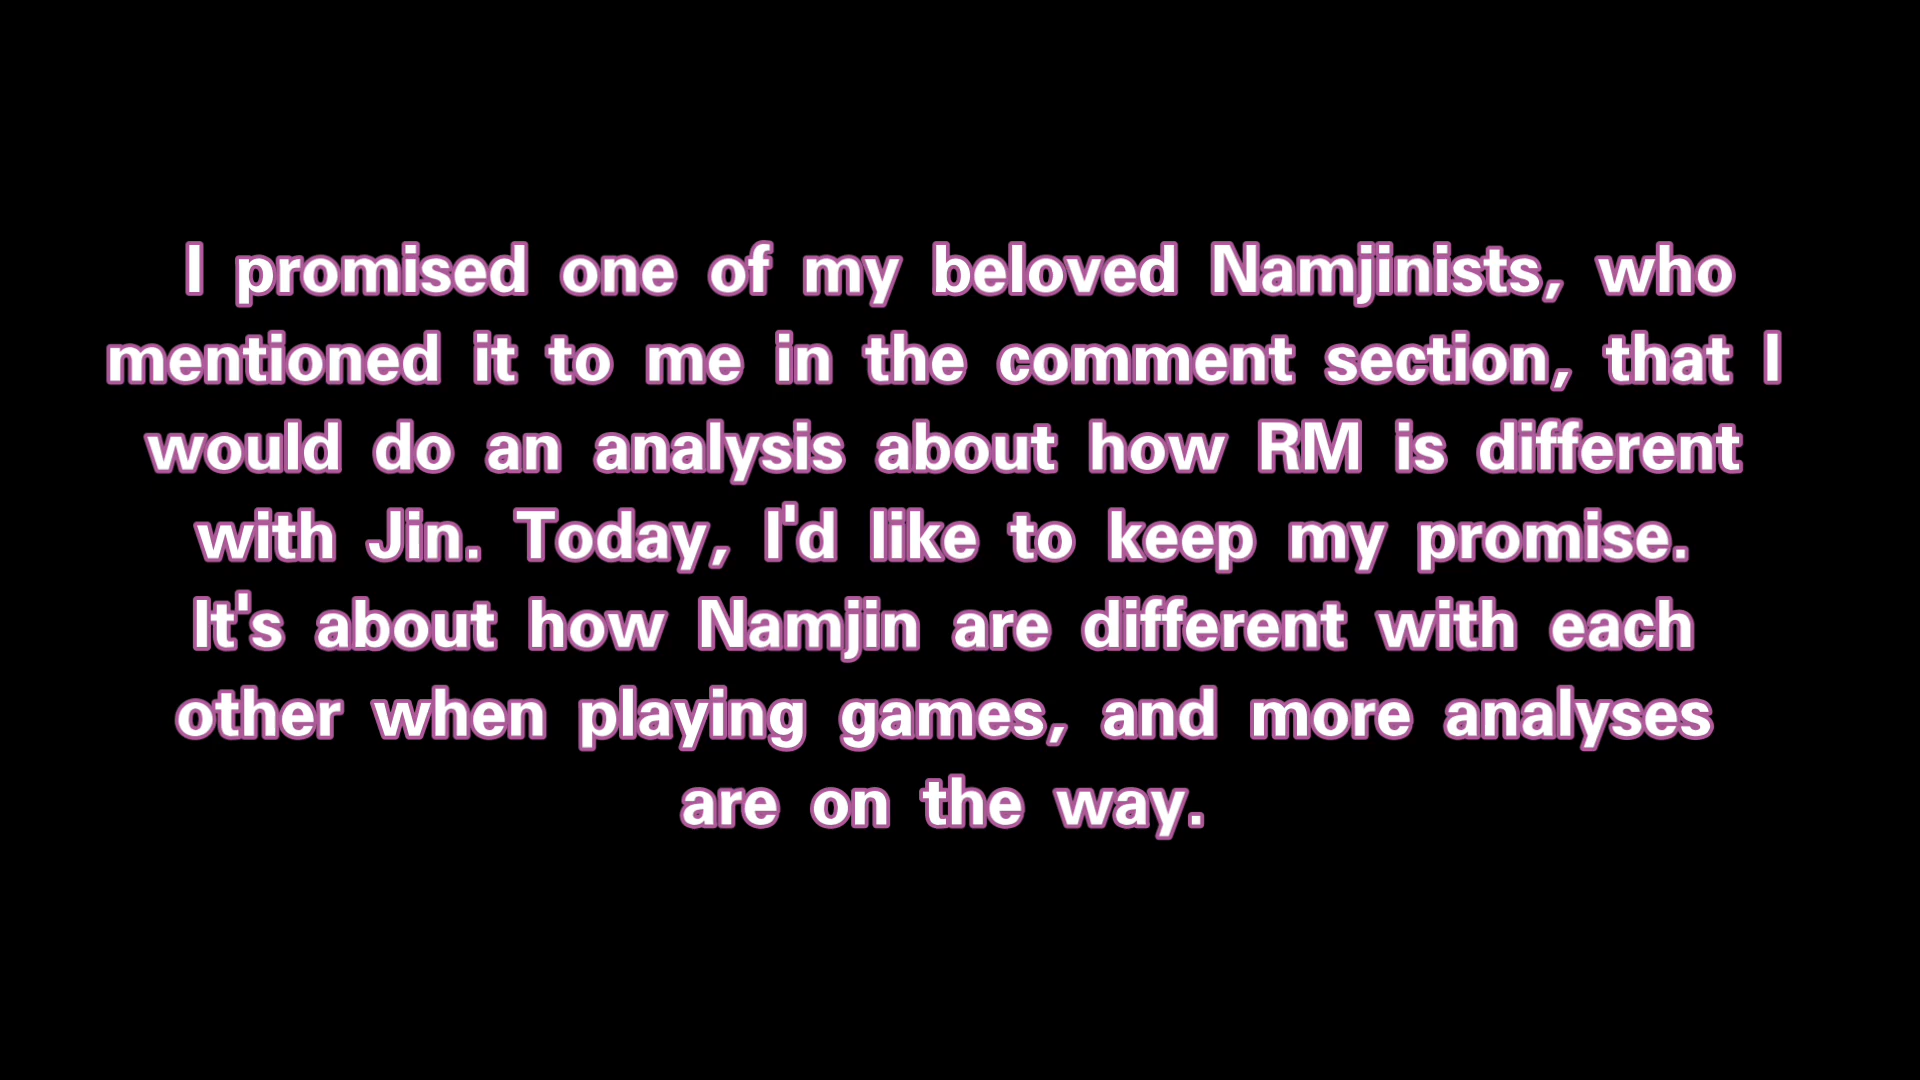 I promised one of my beloved Namjinists, who
mentioned it to me in the comment section, that I
would do an analysis about how RM is different
with Jin. Today, I'd like to keep my promise.
It's about how Namjin are different with each
other when playing games, and more analyses
are on the way.